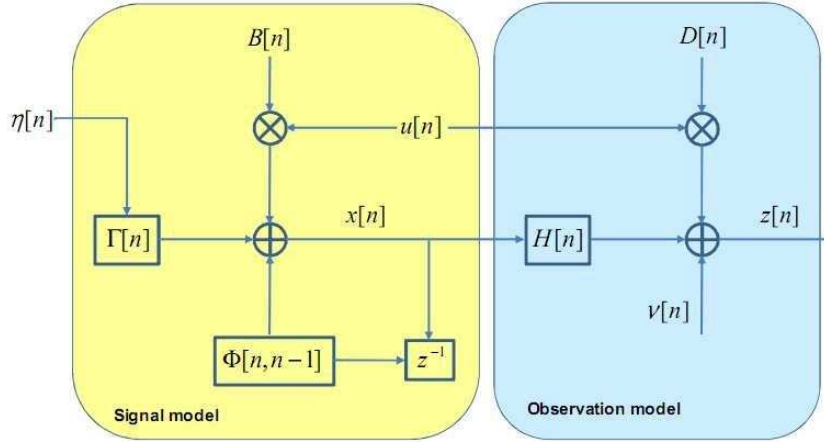 B[n]
D[n]
η[n]
u[n]
Γ[n]
x[n]
H[n]
z[n]
ν[n]
Φ[n,n−1]
z⁻¹
Signal model
Observation model